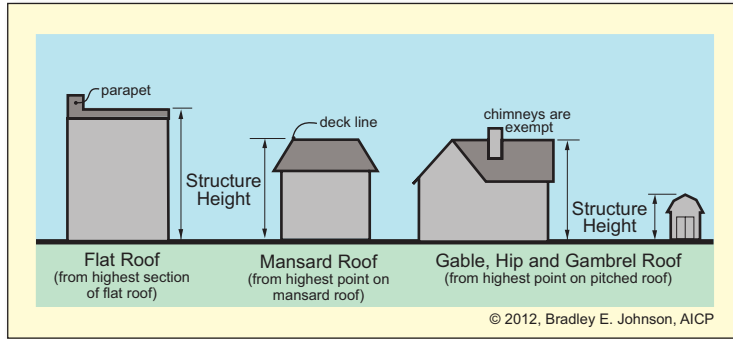 parapet
deck line
chimneys are
exempt
Structure
Height
Structure
Height
Flat Roof
(from highest section
of flat roof)
Mansard Roof
(from highest point on
mansard roof)
Gable, Hip and Gambrel Roof
(from highest point on pitched roof)
© 2012, Bradley E. Johnson, AICP